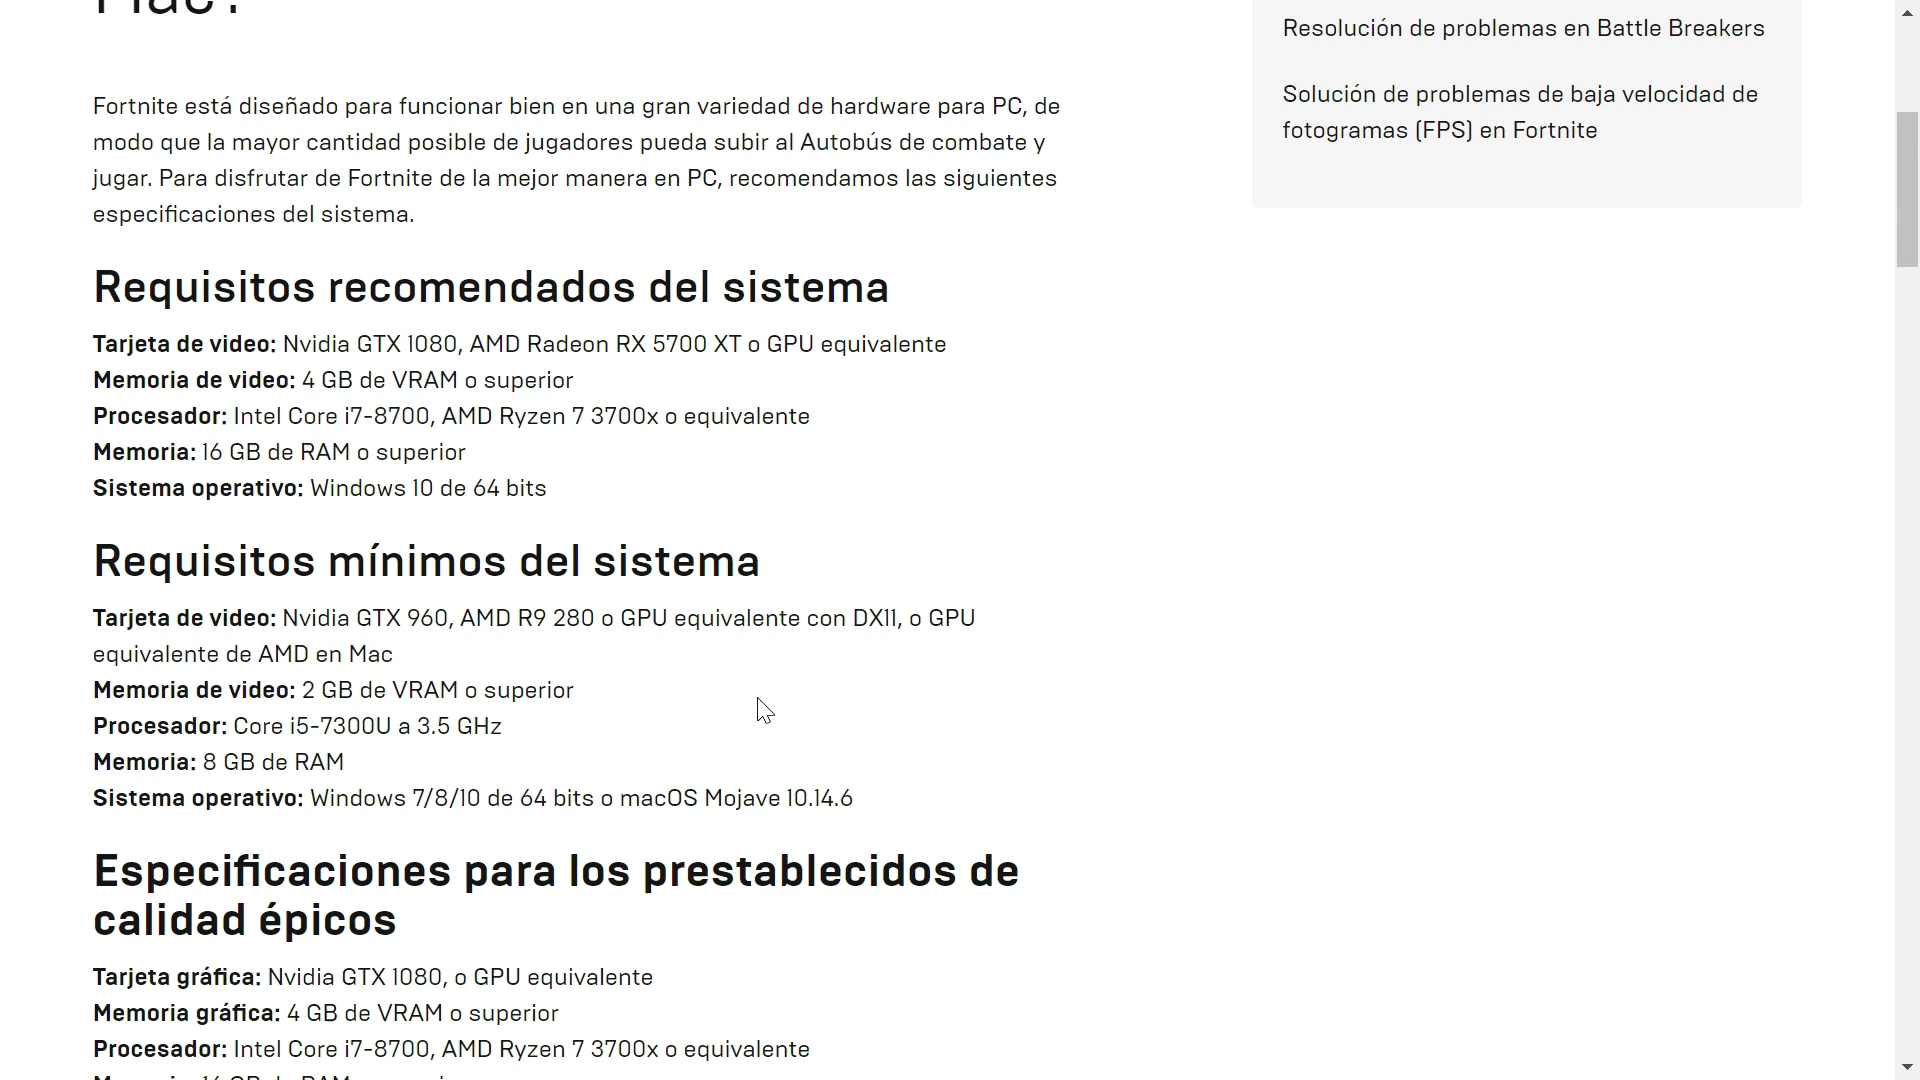 Fortnite está diseñado para funcionar bien en una gran variedad de hardware para PC, de
modo que la mayor cantidad posible de jugadores pueda subir al Autobús de combate y
jugar. Para disfrutar de Fortnite de la mejor manera en PC, recomendamos las siguientes
especificaciones del sistema.
Requisitos recomendados del sistema
Tarjeta de video: Nvidia GTX 1080, AMD Radeon RX 5700 XT o GPU equivalente
Memoria de video: 4 GB de VRAM o superior
Procesador: Intel Core i7-8700, AMD Ryzen 7 3700x o equivalente
Memoria: 16 GB de RAM o superior
Sistema operativo: Windows 10 de 64 bits
Requisitos mínimos del sistema
Tarjeta de video: Nvidia GTX 960, AMD R9 280 o GPU equivalente con DX11, o GPU
equivalente de AMD en Mac
Memoria de video: 2 GB de VRAM o superior
Procesador: Core i5-7300U a 3.5 GHz
Memoria: 8 GB de RAM
Sistema operativo: Windows 7/8/10 de 64 bits o macOS Mojave 10.14.6
Especificaciones para los prestablecidos de
calidad épicos
Tarjeta gráfica: Nvidia GTX 1080, o GPU equivalente
Memoria gráfica: 4 GB de VRAM o superior
Procesador: Intel Core i7-8700, AMD Ryzen 7 3700x o equivalente
Resolución de problemas en Battle Breakers
Solución de problemas de baja velocidad de
fotogramas (FPS) en Fortnite